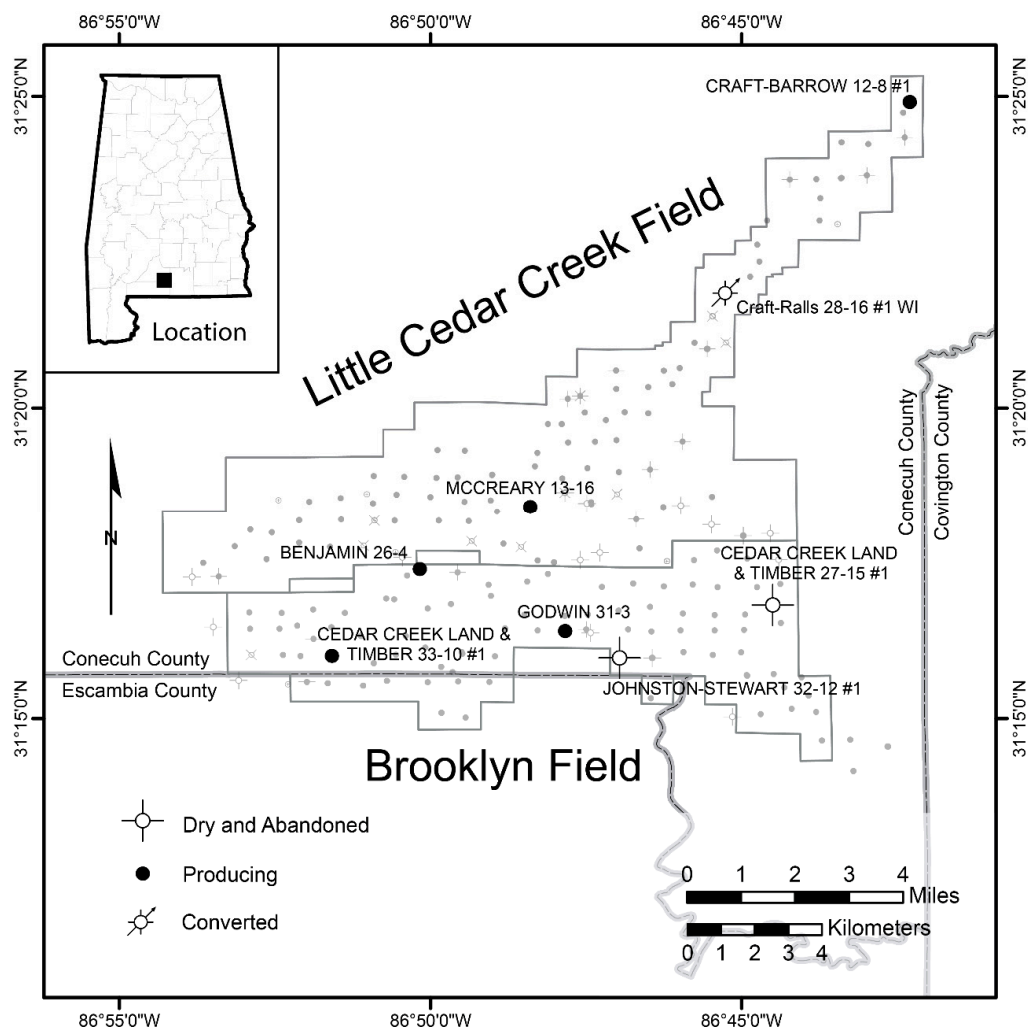 86°55'0"W
86°50'0"W
86°45'0"W
31°25'0"N
31°25'0"N
CRAFT-BARROW 12-8 #1
Location
Little Cedar Creek Field
Craft-Ralls 28-16 #1 WI
31°20'0"N
31°20'0"N
Conecuh County
Covington County
N
MCCREARY 13-16
BENJAMIN 26-4
CEDAR CREEK LAND
& TIMBER 27-15 #1
GODWIN 31-3
CEDAR CREEK LAND &
TIMBER 33-10 #1
Conecuh County
Escambia County
JOHNSTON-STEWART 32-12 #1
31°15'0"N
31°15'0"N
Brooklyn Field
Dry and Abandoned
Producing
Converted
0 1 2 3 4
Miles
Kilometers
0 1 2 3 4
86°55'0"W
86°50'0"W
86°45'0"W